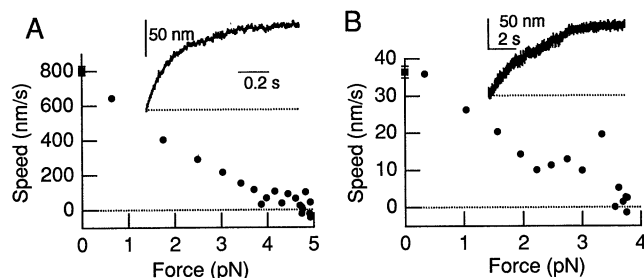 A
50 nm
0.2 s
Speed (nm/s)
800
600
400
200
0
0 1 2 3 4 5
Force (pN)
B
50 nm
2 s
Speed (nm/s)
40
30
20
10
0
0 1 2 3 4
Force (pN)